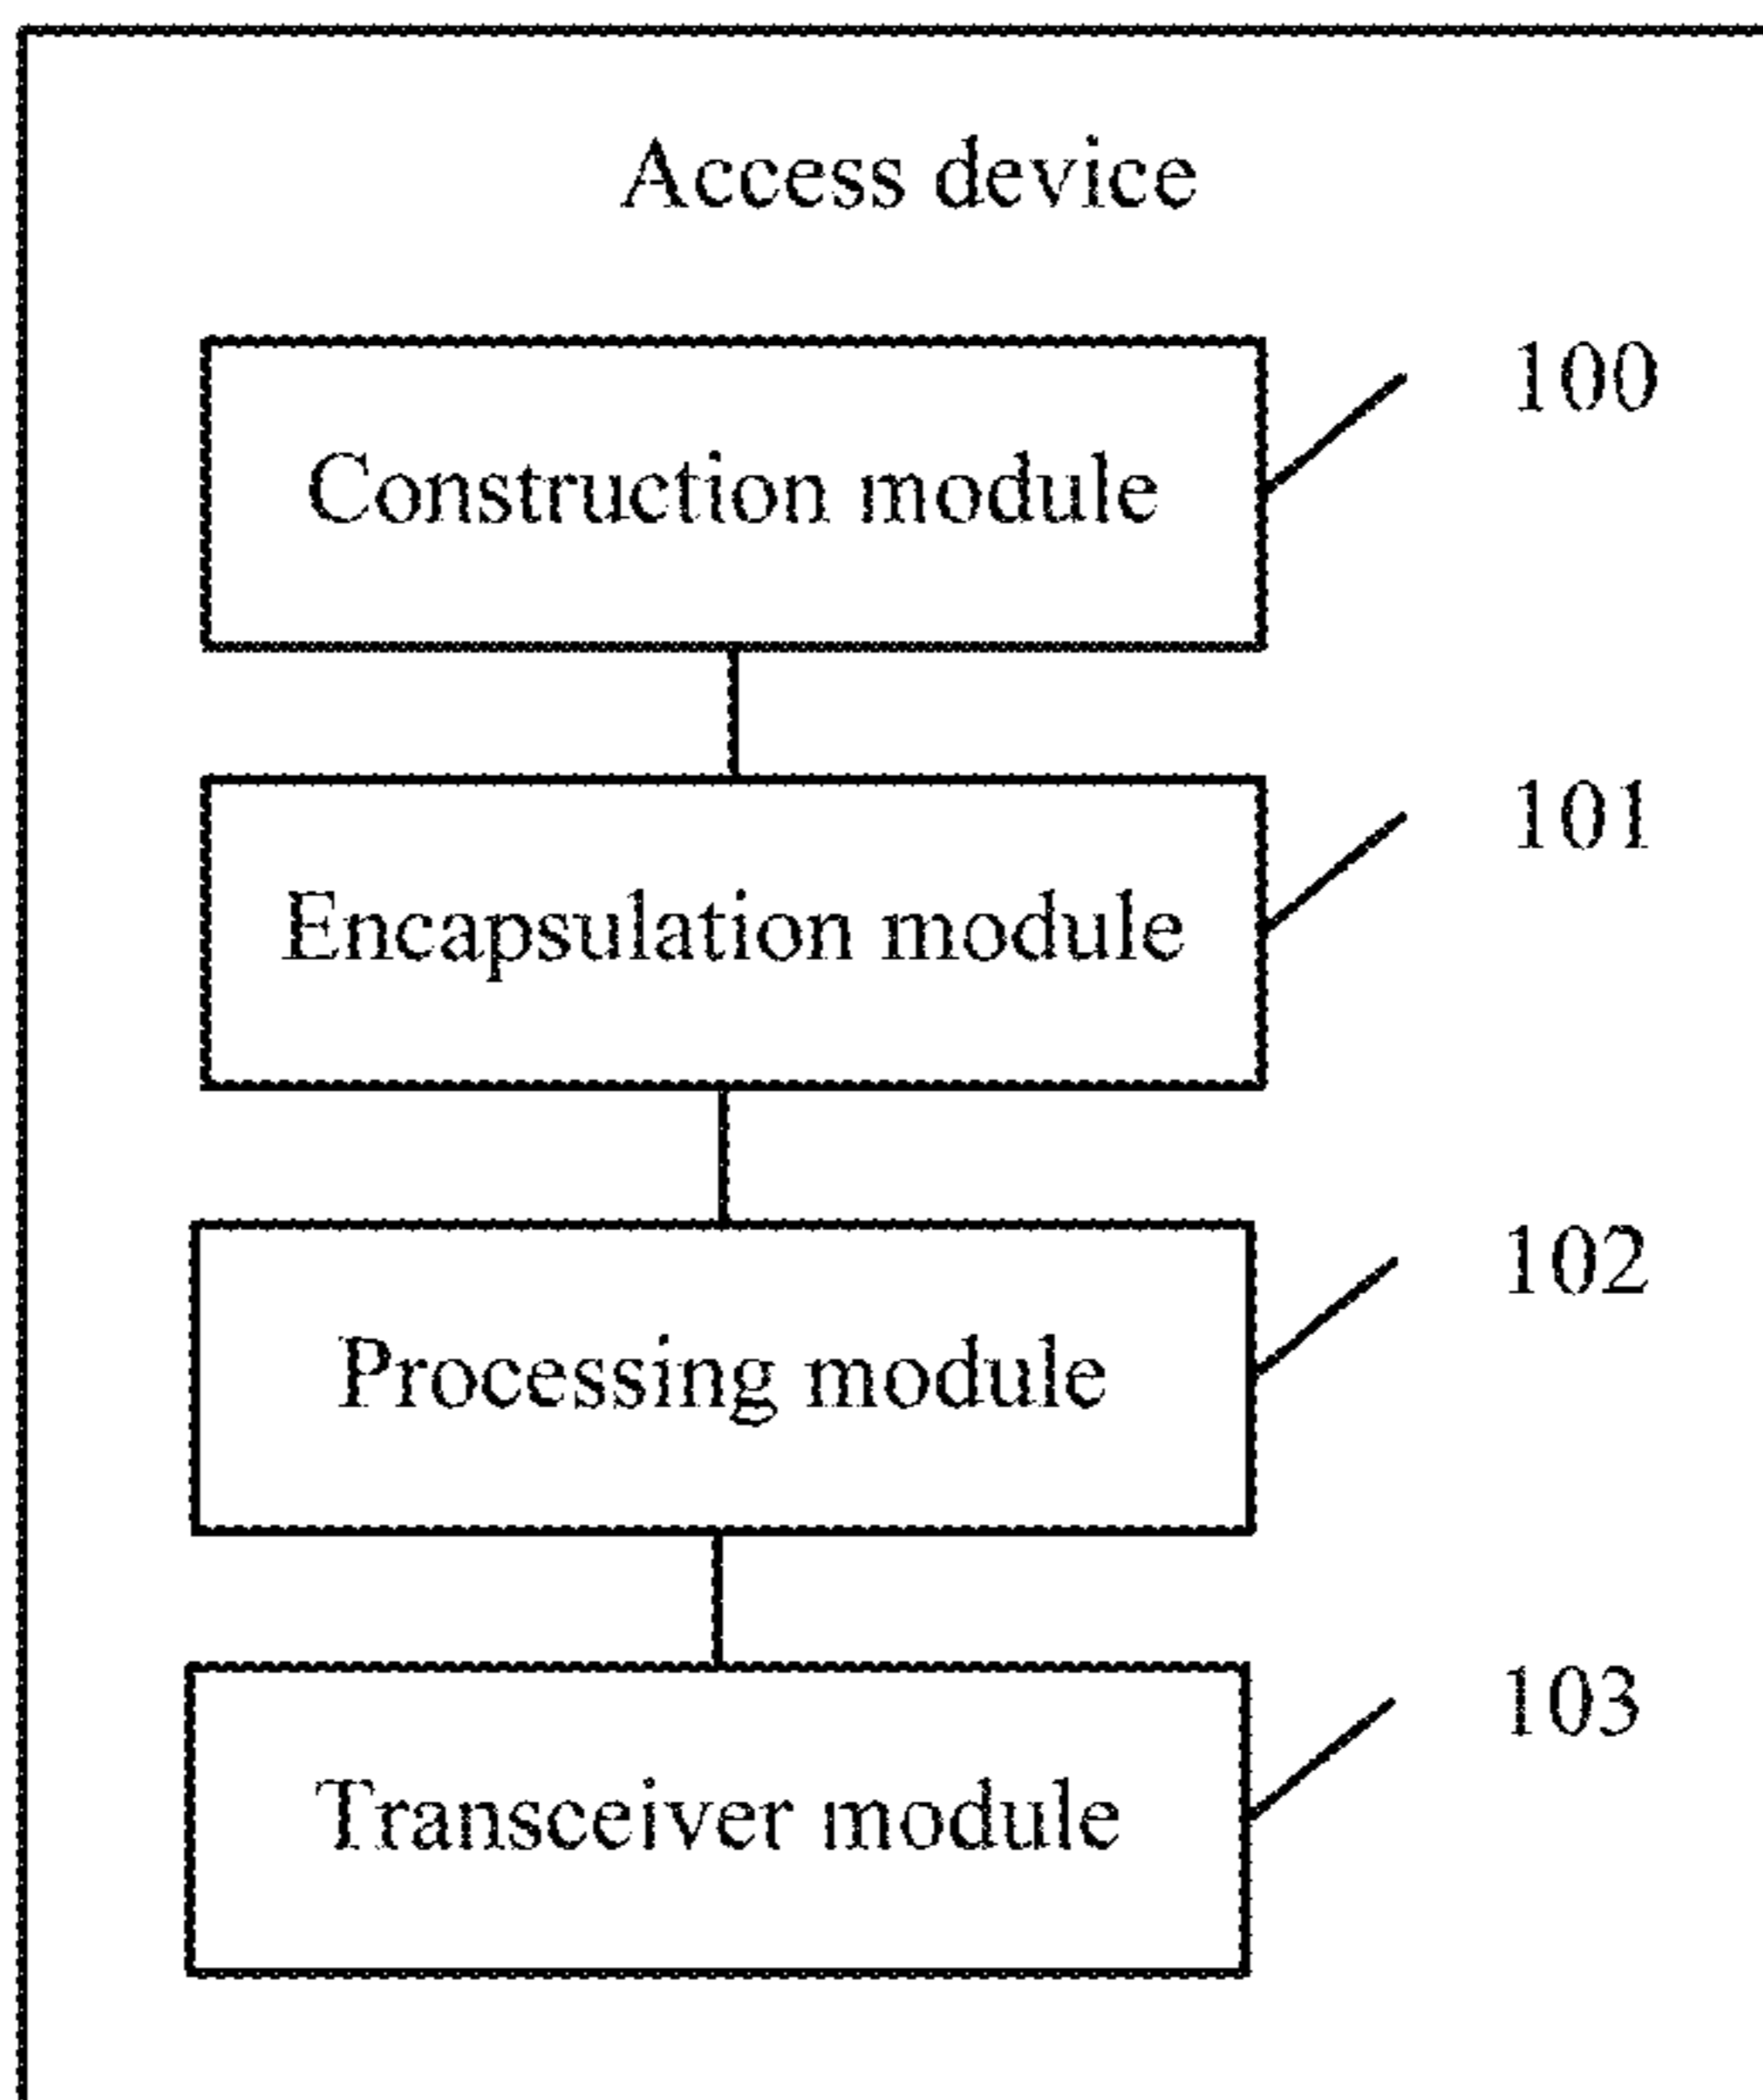 Access device
100
Construction module
101
Encapsulation module
102
Processing module
103
Transceiver module